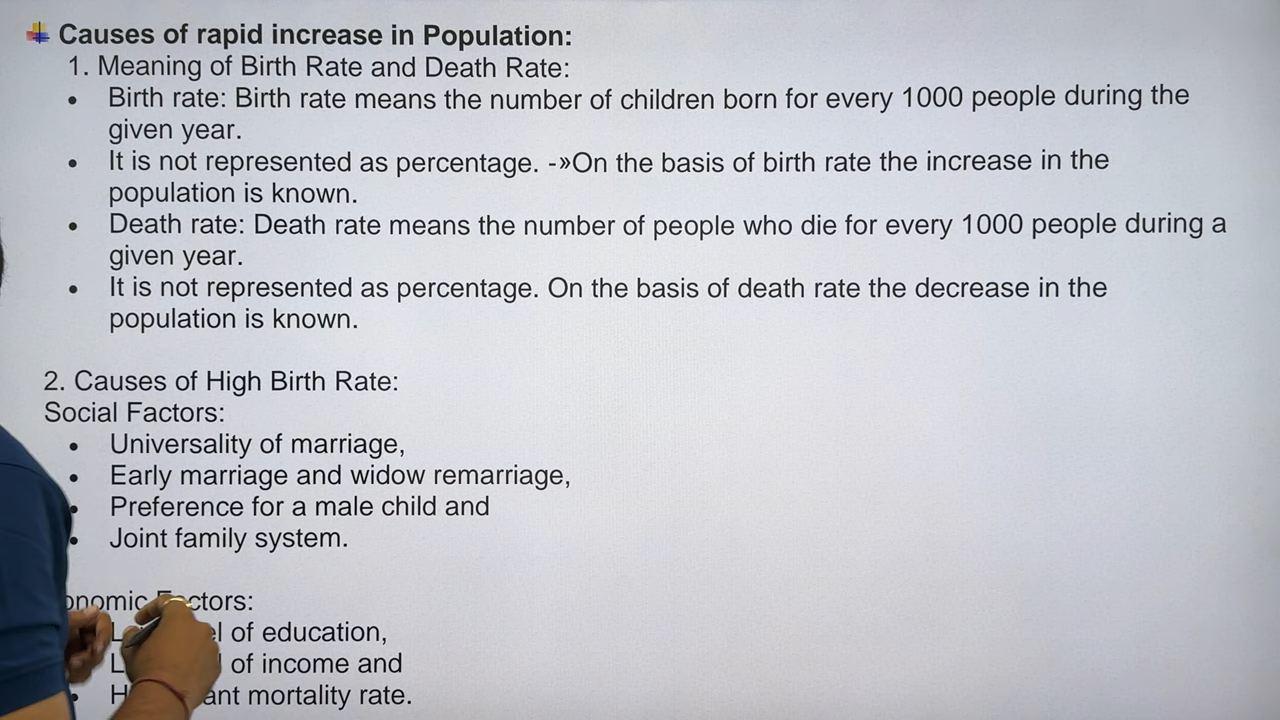 Causes of rapid increase in Population:
1. Meaning of Birth Rate and Death Rate:
• Birth rate: Birth rate means the number of children born for every 1000 people during the
given year.
• It is not represented as percentage. -»On the basis of birth rate the increase in the
population is known.
• Death rate: Death rate means the number of people who die for every 1000 people during a
given year.
• It is not represented as percentage. On the basis of death rate the decrease in the
population is known.
2. Causes of High Birth Rate:
Social Factors:
• Universality of marriage,
• Early marriage and widow remarriage,
• Preference for a male child and
• Joint family system.
Factors:
of education,
of income and
mortality rate.